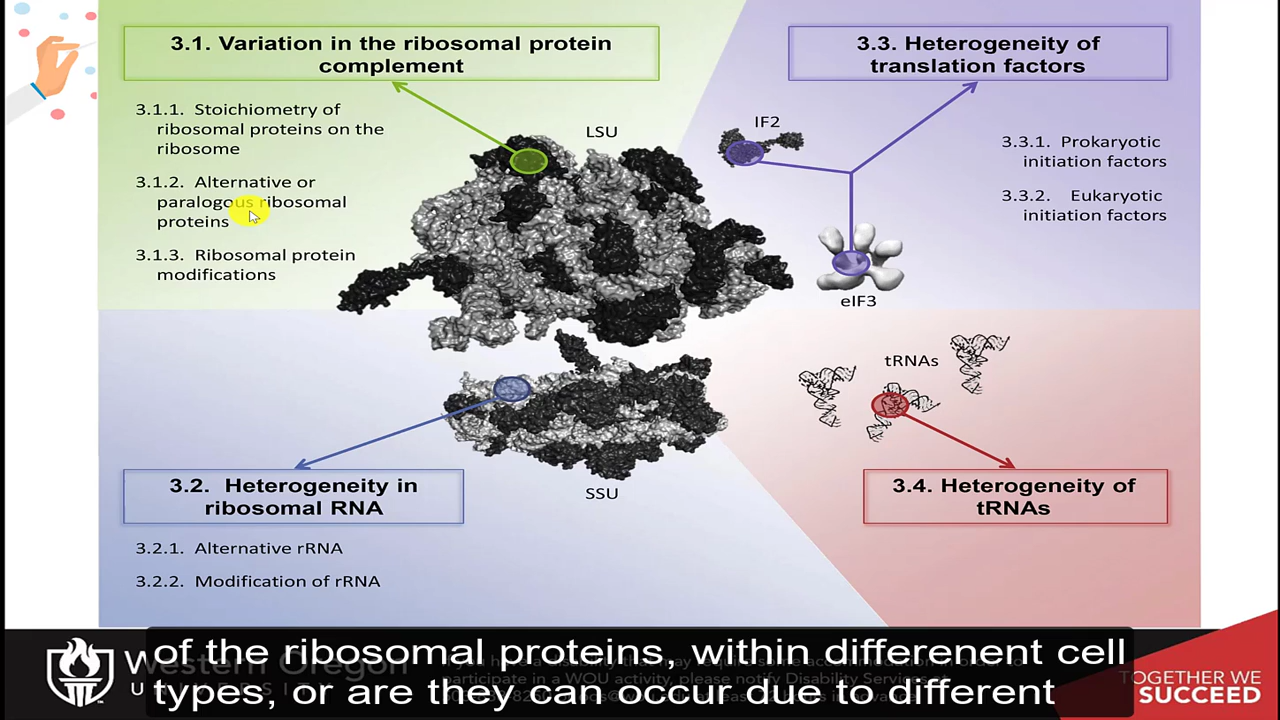 3.1. Variation in the ribosomal protein
complement
3.1.1. Stoichiometry of
ribosomal proteins on the
ribosome
3.1.2. Alternative or
paralogous ribosomal
proteins
3.1.3. Ribosomal protein
modifications
LSU
3.3. Heterogeneity of
translation factors
IF2
3.3.1. Prokaryotic
initiation factors
3.3.2. Eukaryotic
initiation factors
eIF3
tRNAs
SSU
3.2. Heterogeneity in
ribosomal RNA
3.2.1. Alternative rRNA
3.2.2. Modification of rRNA
3.4. Heterogeneity of
tRNAs
of the ribosomal proteins, within differenent cell
types, or are they can occur due to different
TOGETHER WE
SUCCEED